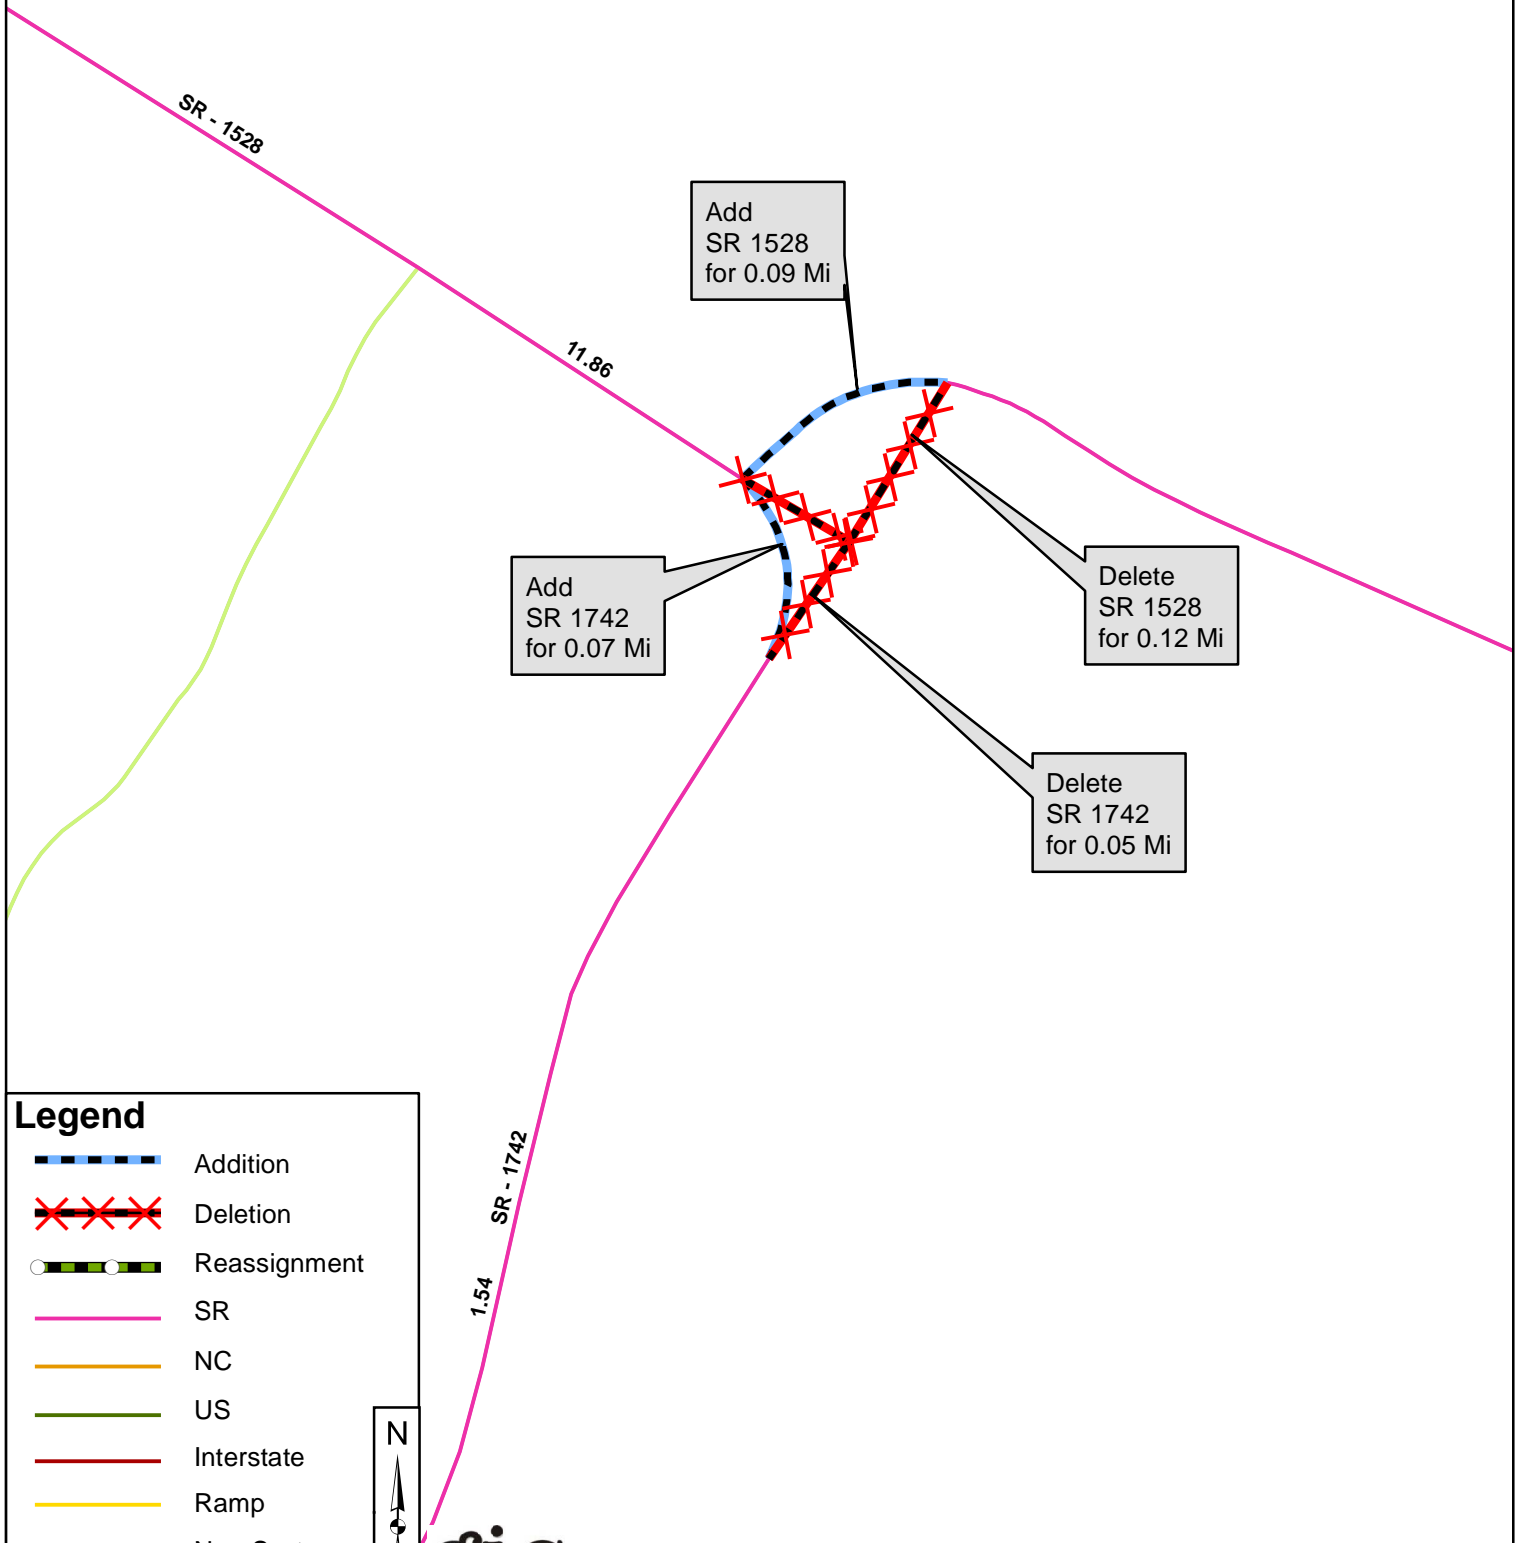 SR - 1528
Add
SR 1528
for 0.09 Mi
11.86
Add
SR 1742
for 0.07 Mi
Delete
SR 1528
for 0.12 Mi
Delete
SR 1742
for 0.05 Mi
Legend
Addition
Deletion
Reassignment
SR
NC
US
Interstate
Ramp
SR - 1742
1.54
N